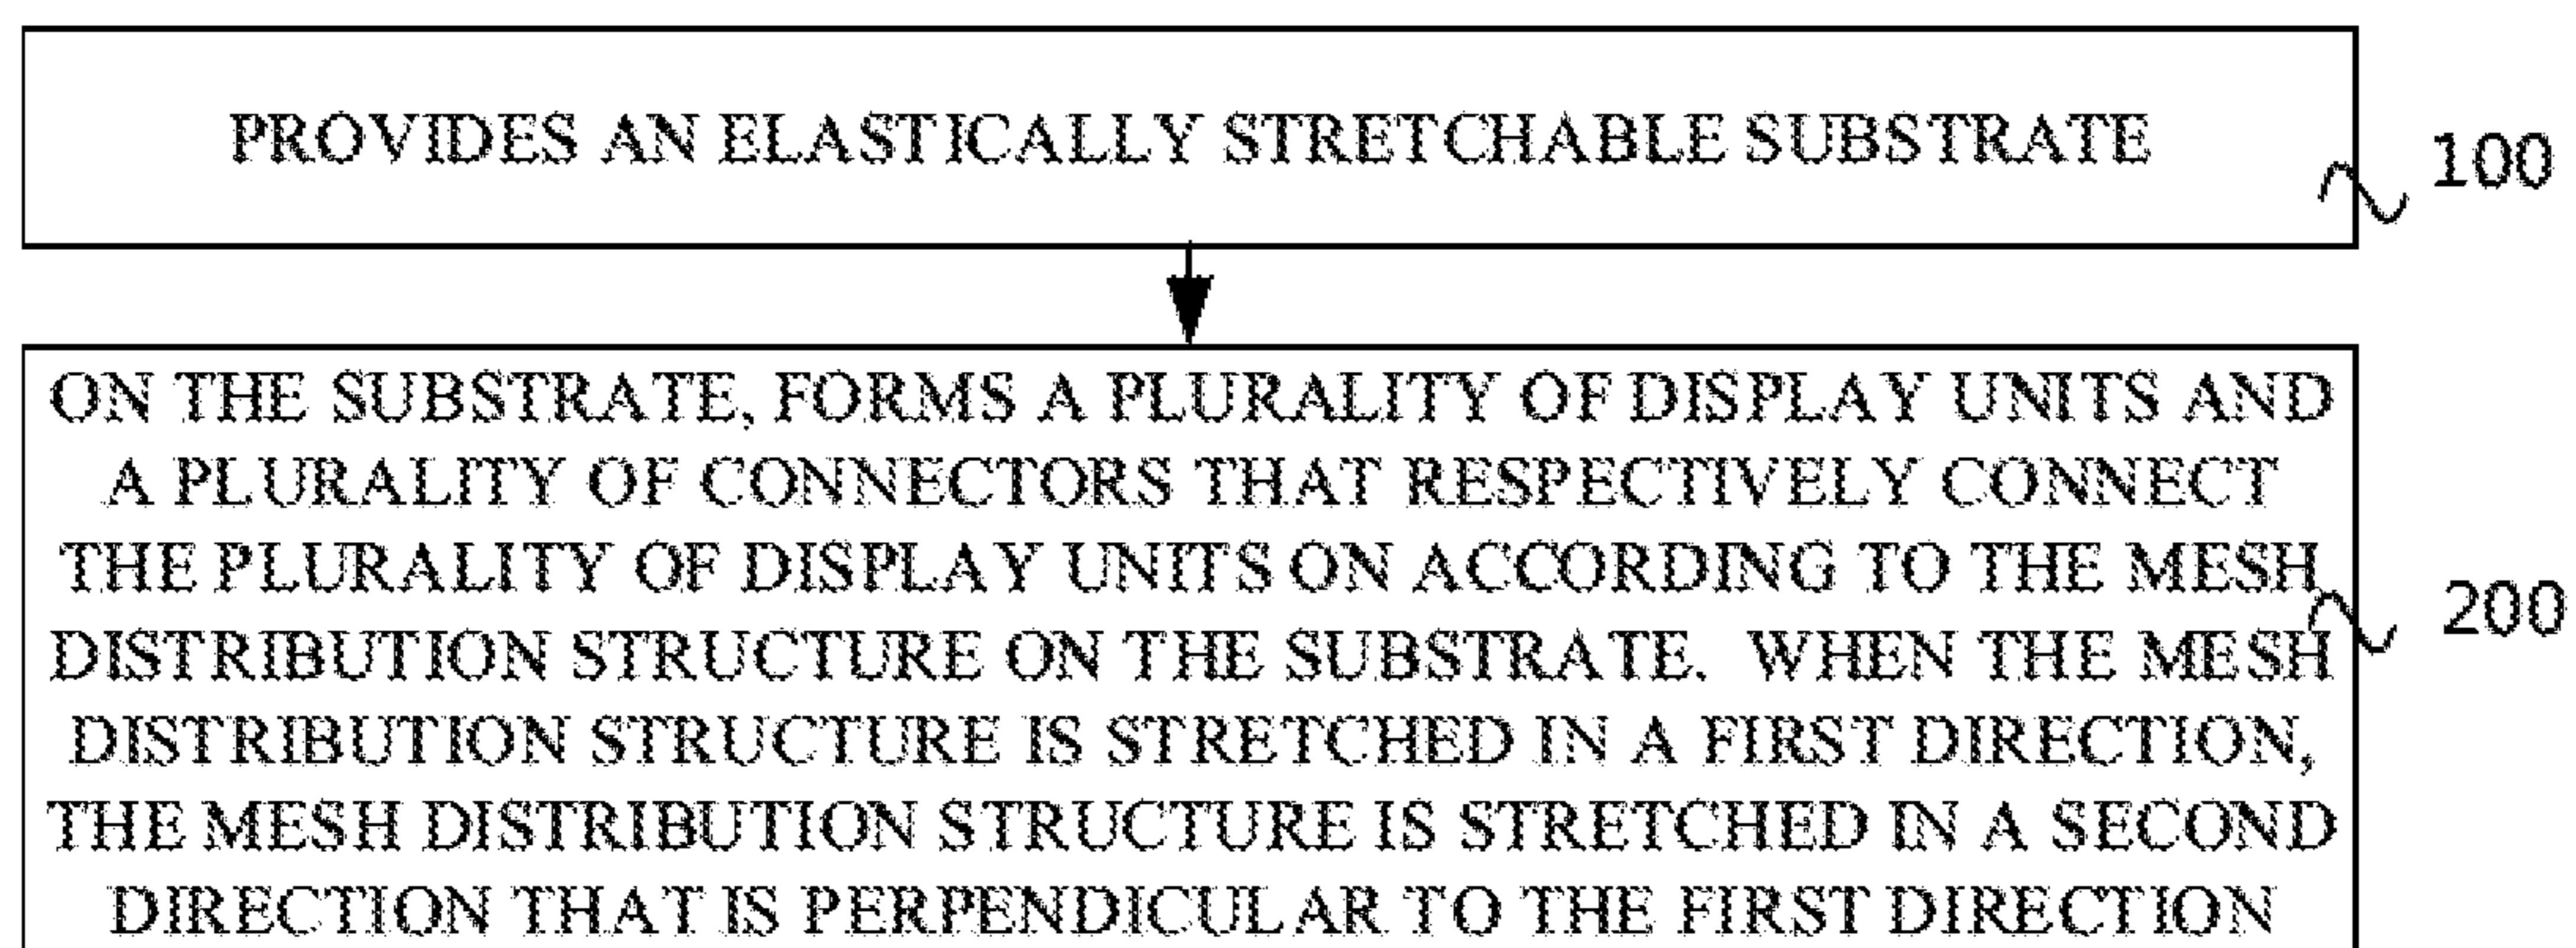 PROVIDES AN ELASTICALLY STRETCHABLE SUBSTRATE
100
ON THE SUBSTRATE, FORMS A PLURALITY OF DISPLAY UNITS AND
A PLURALITY OF CONNECTORS THAT RESPECTIVELY CONNECT
THE PLURALITY OF DISPLAY UNITS ON ACCORDING TO THE MESH
DISTRIBUTION STRUCTURE ON THE SUBSTRATE. WHEN THE MESH
DISTRIBUTION STRUCTURE IS STRETCHED IN A FIRST DIRECTION,
THE MESH DISTRIBUTION STRUCTURE IS STRETCHED IN A SECOND
DIRECTION THAT IS PERPENDICULAR TO THE FIRST DIRECTION
200